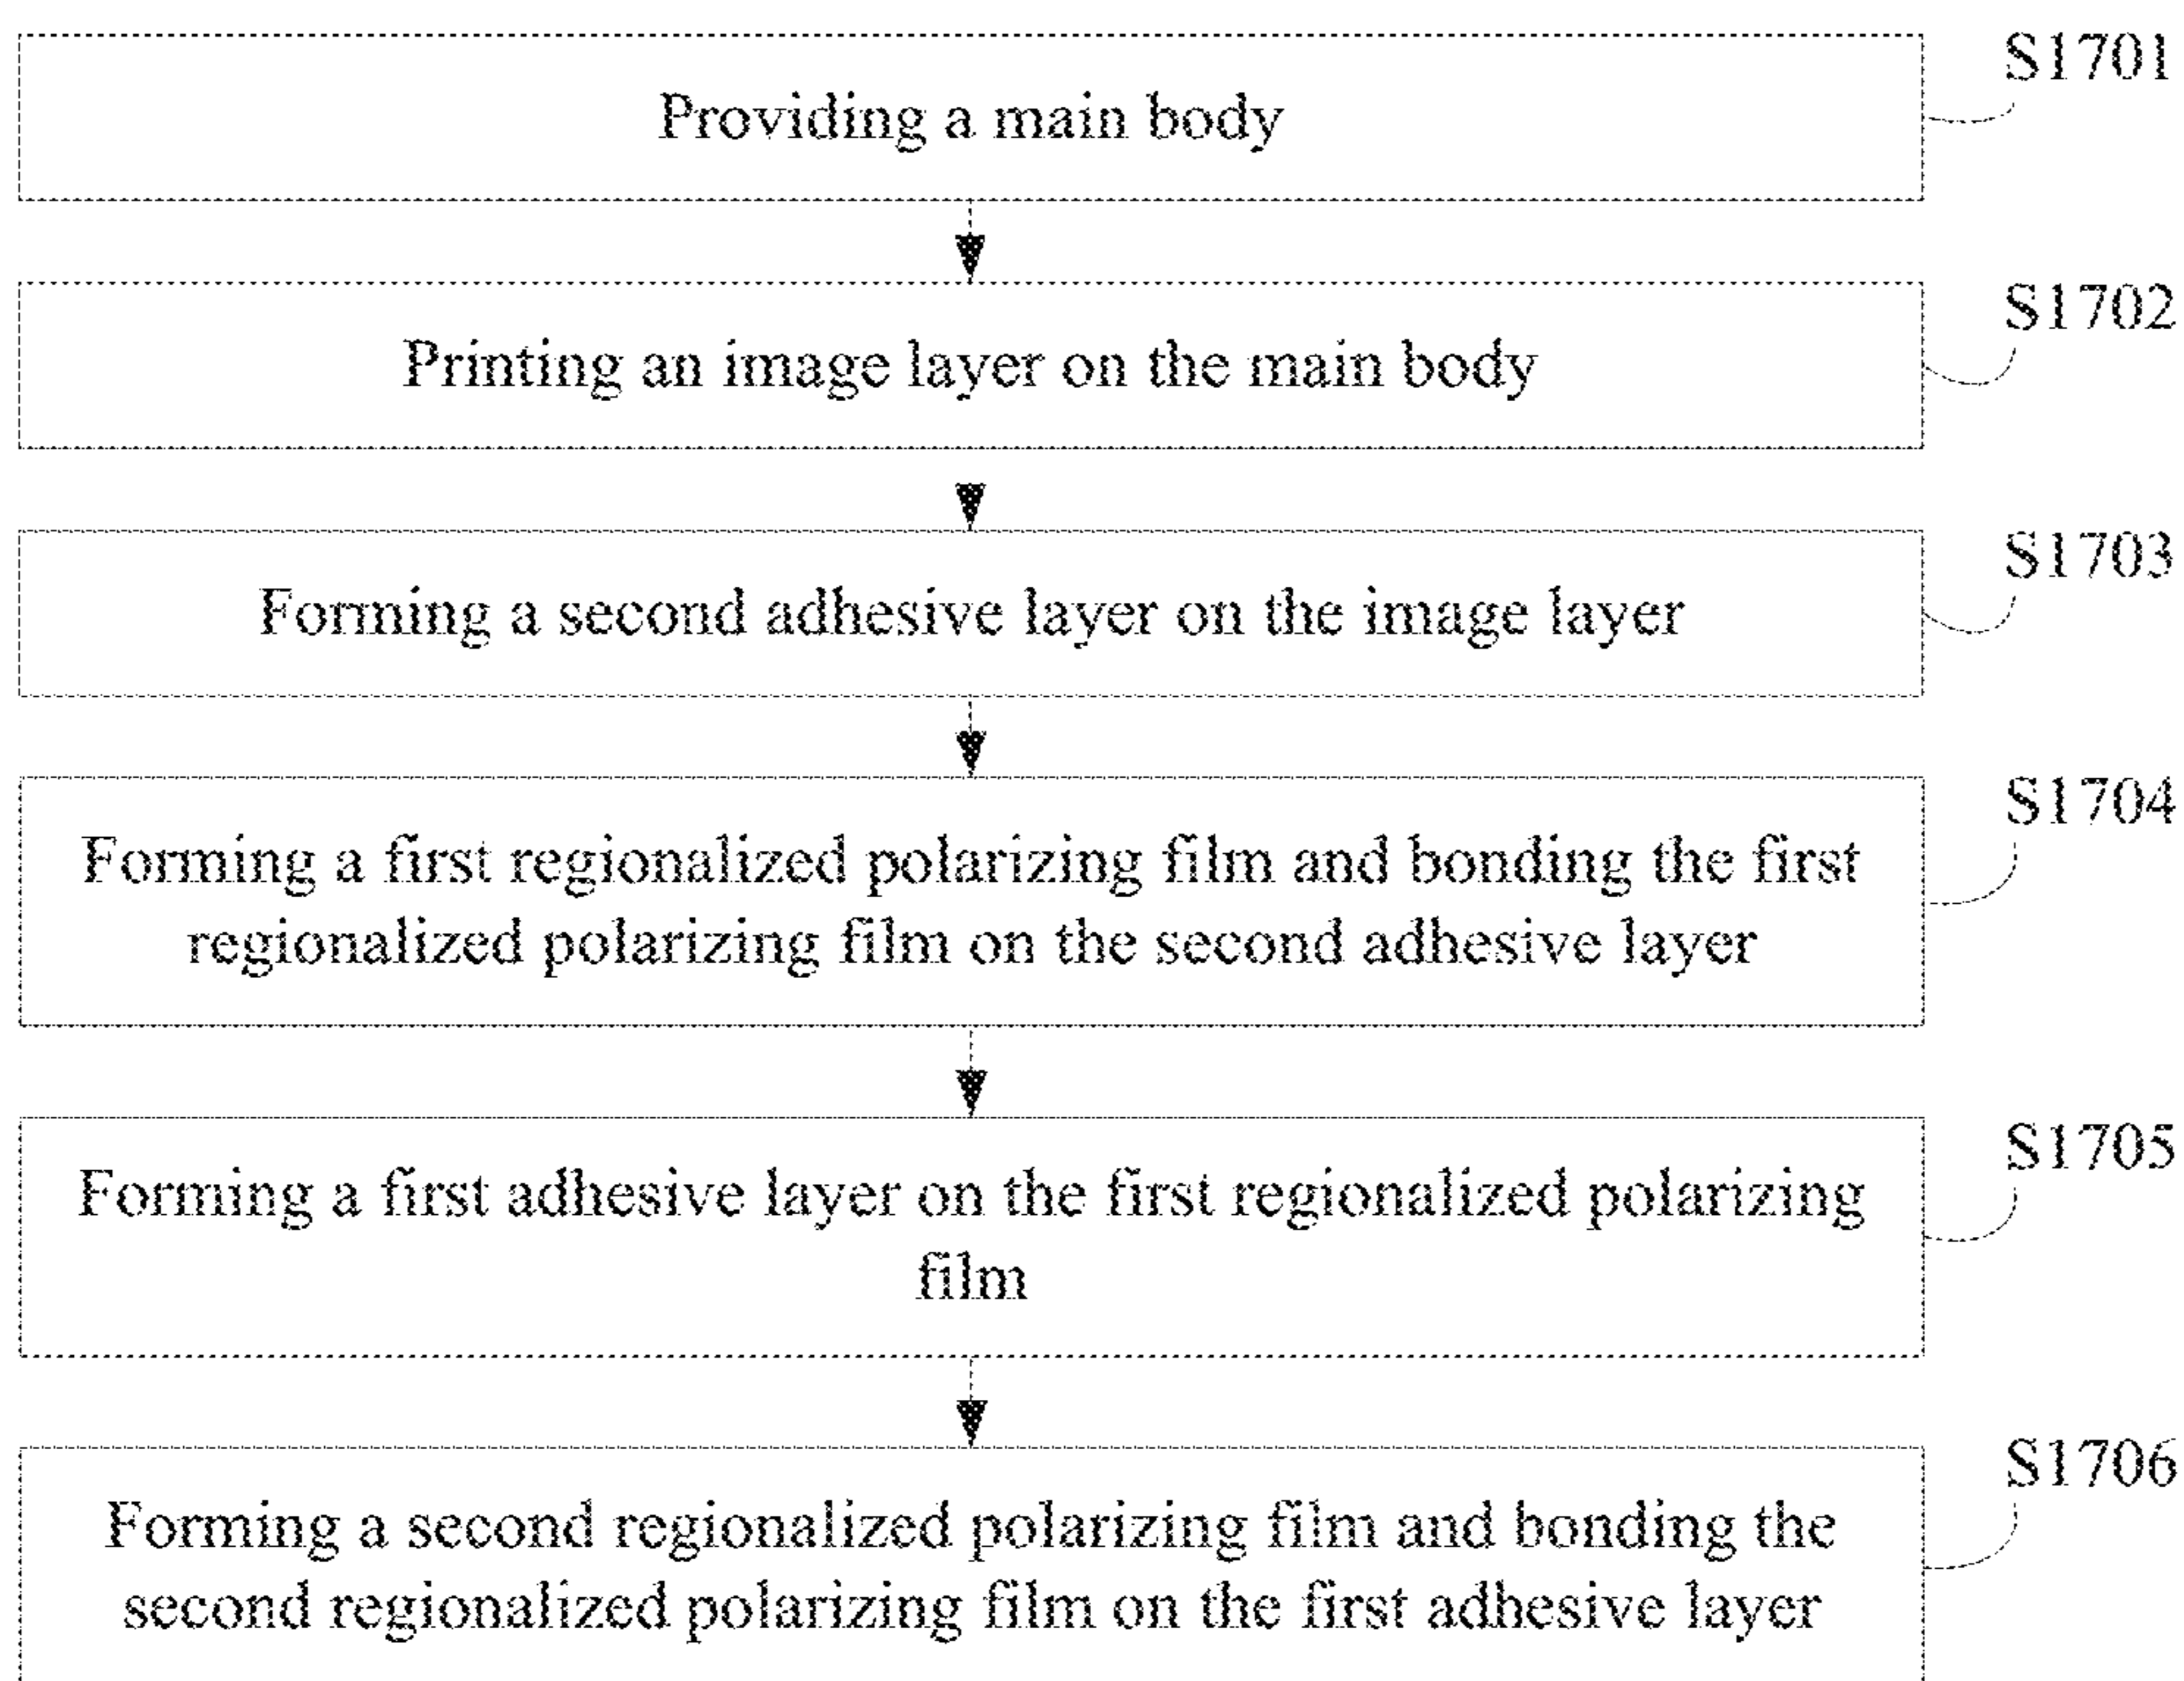 Providing a main body
S1701
Printing an image layer on the main body
S1702
Forming a second adhesive layer on the image layer
S1703
Forming a first regionalized polarizing film and bonding the first
regionalized polarizing film on the second adhesive layer
S1704
Forming a first adhesive layer on the first regionalized polarizing
film
S1705
Forming a second regionalized polarizing film and bonding the
second regionalized polarizing film on the first adhesive layer
S1706